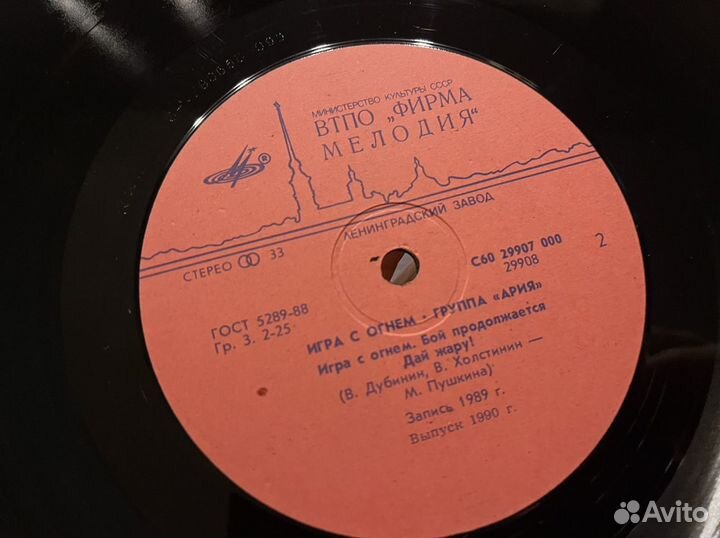 МИНИСТЕРСТВО КУЛЬТУРЫ СССР
ВТПО „ФИРМА
МЕЛОДИЯ"
®
ЛЕНИНГРАДСКИЙ ЗАВОД
СТЕРЕО 33
С60 29907 000
29908
2
ГОСТ 5289-88
Гр. 3. 2-25
ИГРА С ОГНЕМ · ГРУППА «АРИЯ»
Игра с огнем. Бой продолжается
Дай жару!
(В. Дубинин, В. Холстинин —
М. Пушкина)
Запись 1989 г.
Выпуск 1990 г.
Avito